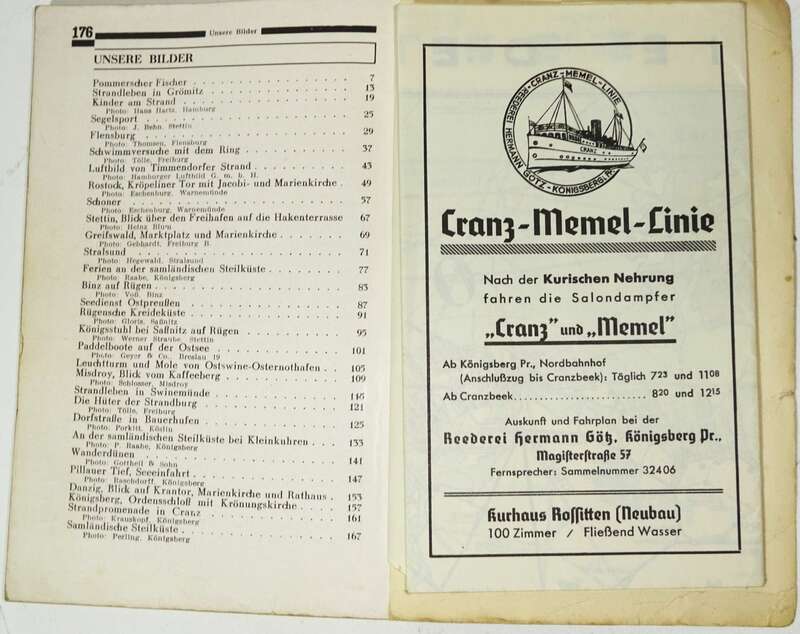 176
Unsere Bilder
UNSERE BILDER
Pommerscher Fischer . . . . . . . . . . . . . . . . 7
Strandleben in Grömitz . . . . . . . . . . . . . . . 13
Kinder am Strand . . . . . . . . . . . . . . . . 19
Photo: Hans Hartz, Hamburg
Segelsport . . . . . . . . . . . . . . . . 25
Photo: J. Behn, Stettin
Flensburg . . . . . . . . . . . . . . . . 29
Photo: Thomsen, Flensburg
Schwimmversuche mit dem Ring . . . . . . . . . . 37
Photo: Tölle, Freiburg
Luftbild von Timmendorfer Strand . . . . . . . . . 43
Photo: Hamburger Luftbild G. m. b. H.
Rostock, Kröpeliner Tor mit Jacobi- und Marienkirche . 49
Photo: Eschenburg, Warnemünde
Schoner . . . . . . . . . . . . . . . . 57
Photo: Eschenburg, Warnemünde
Stettin, Blick über den Freihafen auf die Hakenterrasse 67
Photo: Heinz Blum
Greifswald, Marktplatz und Marienkirche . . . . . . 69
Photo: Gebhardt, Freiburg B.
Stralsund . . . . . . . . . . . . . . . . 71
Photo: Hegewald, Stralsund
Ferien an der samländischen Steilküste . . . . . . . 77
Photo: Raabe, Königsberg
Binz auf Rügen . . . . . . . . . . . . . . . . 83
Photo: Voß, Binz
Seedienst Ostpreußen . . . . . . . . . . . . . . . 87
Rügensche Kreideküste . . . . . . . . . . . . . . . 91
Photo: Gloris, Saßnitz
Königsstuhl bei Saßnitz auf Rügen . . . . . . . . . 95
Photo: Werner Straube, Stettin
Paddelboote auf der Ostsee . . . . . . . . . . . . 101
Photo: Geyer & Co., Breslau 19
Leuchtturm und Mole von Ostswine-Osternothafen . . . 105
Misdroy, Blick vom Kaffeeberg . . . . . . . . . . . 109
Photo: Schlosser, Misdroy
Strandleben in Swinemünde . . . . . . . . . . . . 116
Die Hüter der Strandburg . . . . . . . . . . . . . 121
Photo: Tölle, Freiburg
Dorfstraße in Bauerhufen . . . . . . . . . . . . . 125
Photo: Porkitt, Köslin
An der samländischen Steilküste bei Kleinkuhren . . . 133
Photo: P. Raabe, Königsberg
Wanderdünen . . . . . . . . . . . . . . . . 141
Photo: Gottheil & Sohn
Pillauer Tief, Seeeinfahrt . . . . . . . . . . . . . 147
Photo: Raschdorff, Königsberg
Danzig, Blick auf Krantor, Marienkirche und Rathaus . 153
Königsberg, Ordensschloß mit Krönungskirche . . . . 157
Strandpromenade in Cranz . . . . . . . . . . . . . 161
Photo: Krauskopf, Königsberg
Samländische Steilküste . . . . . . . . . . . . . . 167
Photo: Perling, Königsberg
CRANZ-MEMEL-LINIE
REEDEREI HERMANN GÖTZ-KÖNIGSBERG, PR.
CRANZ
Cranz-Memel-Linie
Nach der Kurischen Nehrung
fahren die Salondampfer
„Cranz" und „Memel"
Ab Königsberg Pr., Nordbahnhof
(Anschlußzug bis Cranzbeek): Täglich 7²³ und 11⁰⁸
Ab Cranzbeek............................ 8²⁰ und 12¹⁵
Auskunft und Fahrplan bei der
Reederei Hermann Götz, Königsberg Pr.,
Magisterstraße 57
Fernsprecher: Sammelnummer 32406
Kurhaus Rossitten (Neubau)
100 Zimmer / Fließend Wasser